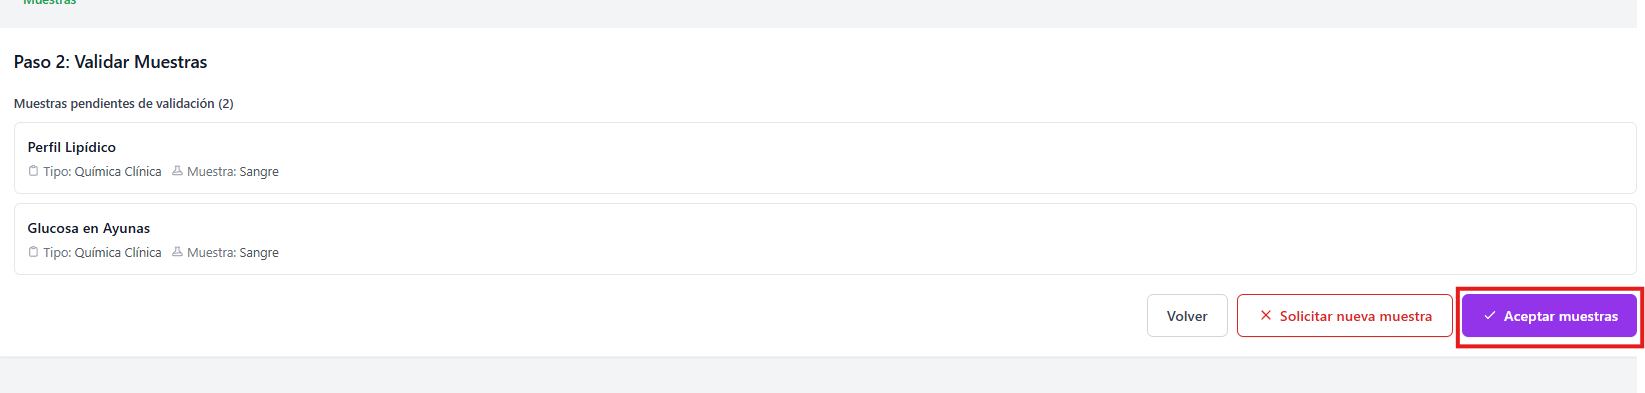 Muestras
Paso 2: Validar Muestras
Muestras pendientes de validación (2)
Perfil Lipídico
Tipo: Química Clínica Muestra: Sangre
Glucosa en Ayunas
Tipo: Química Clínica Muestra: Sangre
Volver Solicitar nueva muestra Aceptar muestras